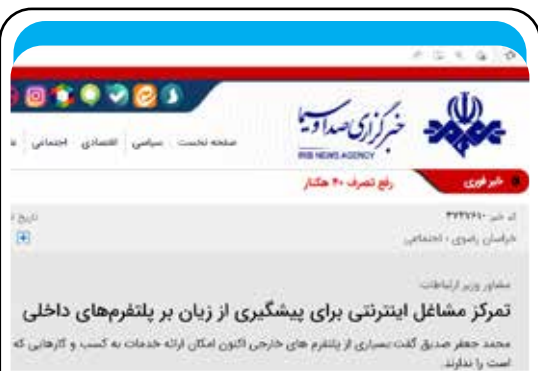 خبرگزاری صدا و سیما
IRIB NEWS AGENCY
صفحه نخست سیاسی اقتصادی اجتماعی
خبر فوری رفع تصرف ۴۰ هکتار
کد خبر:
خراسان رضوی » اجتماعی
مشاور وزیر ارتباطات:
تمرکز مشاغل اینترنتی برای پیشگیری از زیان بر پلتفرم‌های داخلی
محمد جعفر صدیق گفت: بسیاری از پلتفرم های خارجی اکنون امکان ارائه خدمات به کسب و کارهایی که
است را ندارند.